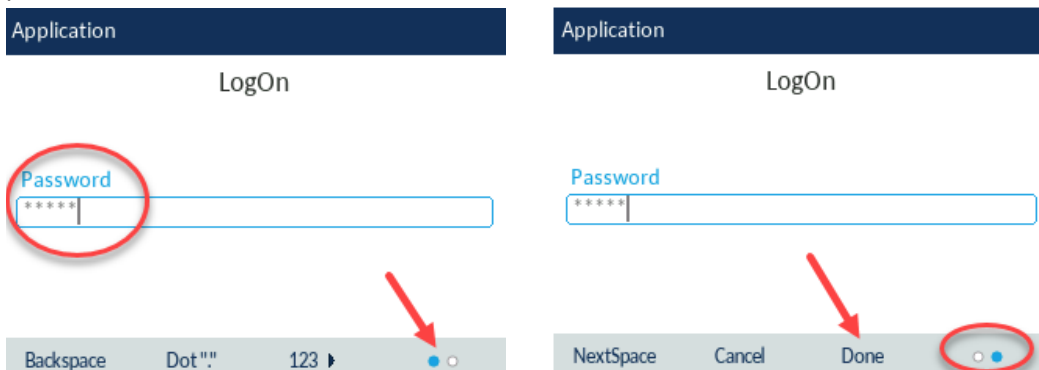 Application
LogOn
Password
*****
Backspace Dot "." 123
Application
LogOn
Password
*****
NextSpace Cancel Done